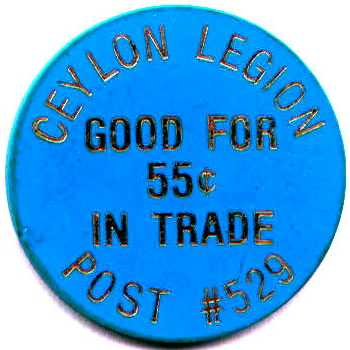 CEYLON LEGION
GOOD FOR
55¢
IN TRADE
POST #529